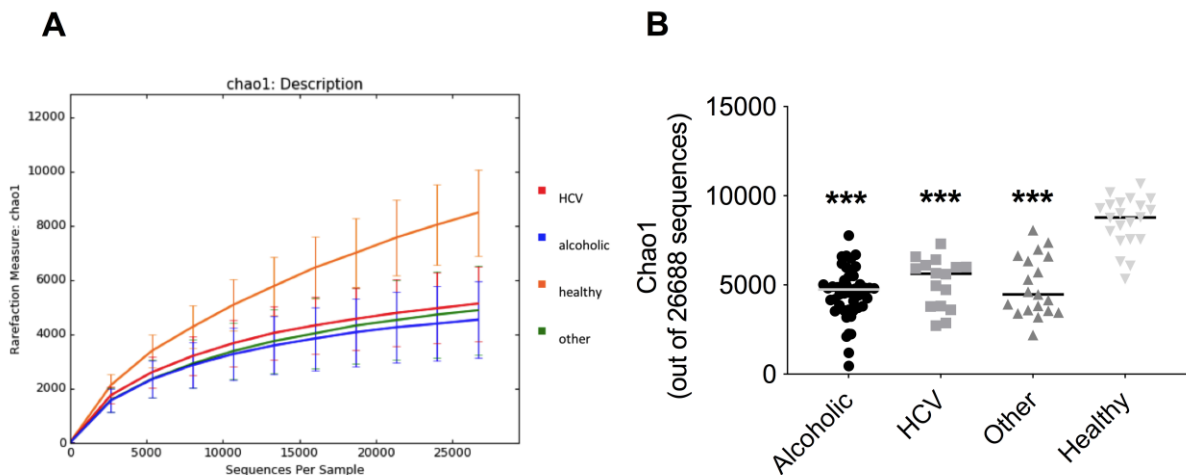 A
chao1: Description
Rarefaction Measure: chao1
12000
10000
8000
6000
4000
2000
0
0
5000
10000
15000
20000
25000
Sequences Per Sample
HCV
alcoholic
healthy
other
B
Chao1
(out of 26688 sequences)
15000
10000
5000
0
***
***
***
Alcoholic
HCV
Other
Healthy